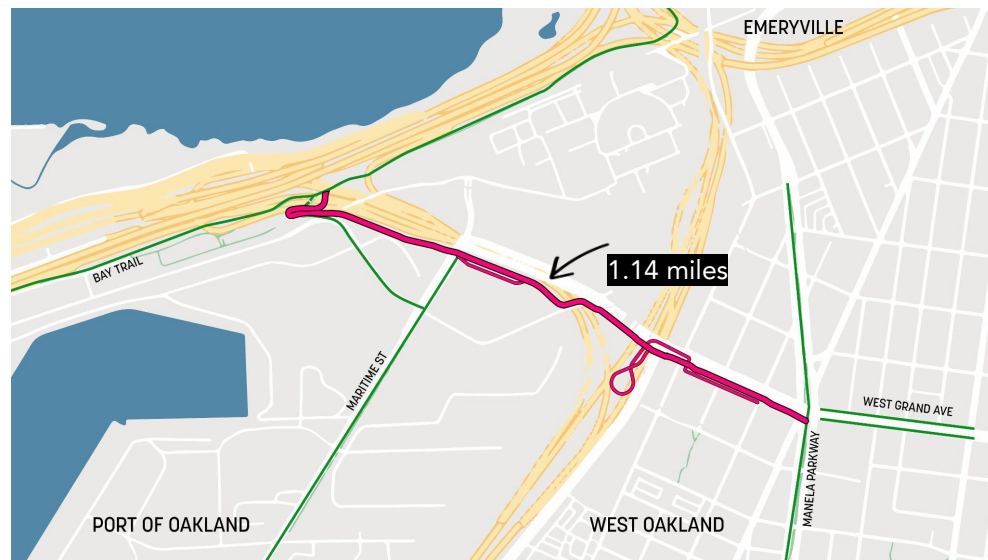 EMERYVILLE
BAY TRAIL
1.14 miles
MARITIME ST
WEST GRAND AVE
MANELA PARKWAY
PORT OF OAKLAND
WEST OAKLAND